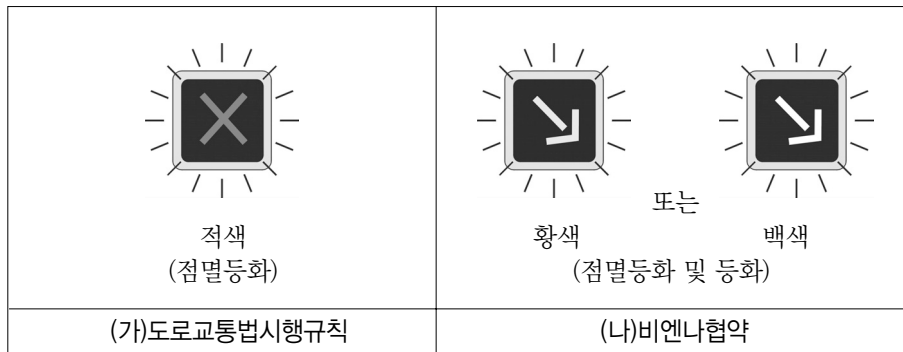 적색
(점멸등화)
또는
황색
백색
(점멸등화 및 등화)
(가)도로교통법시행규칙
(나)비엔나협약